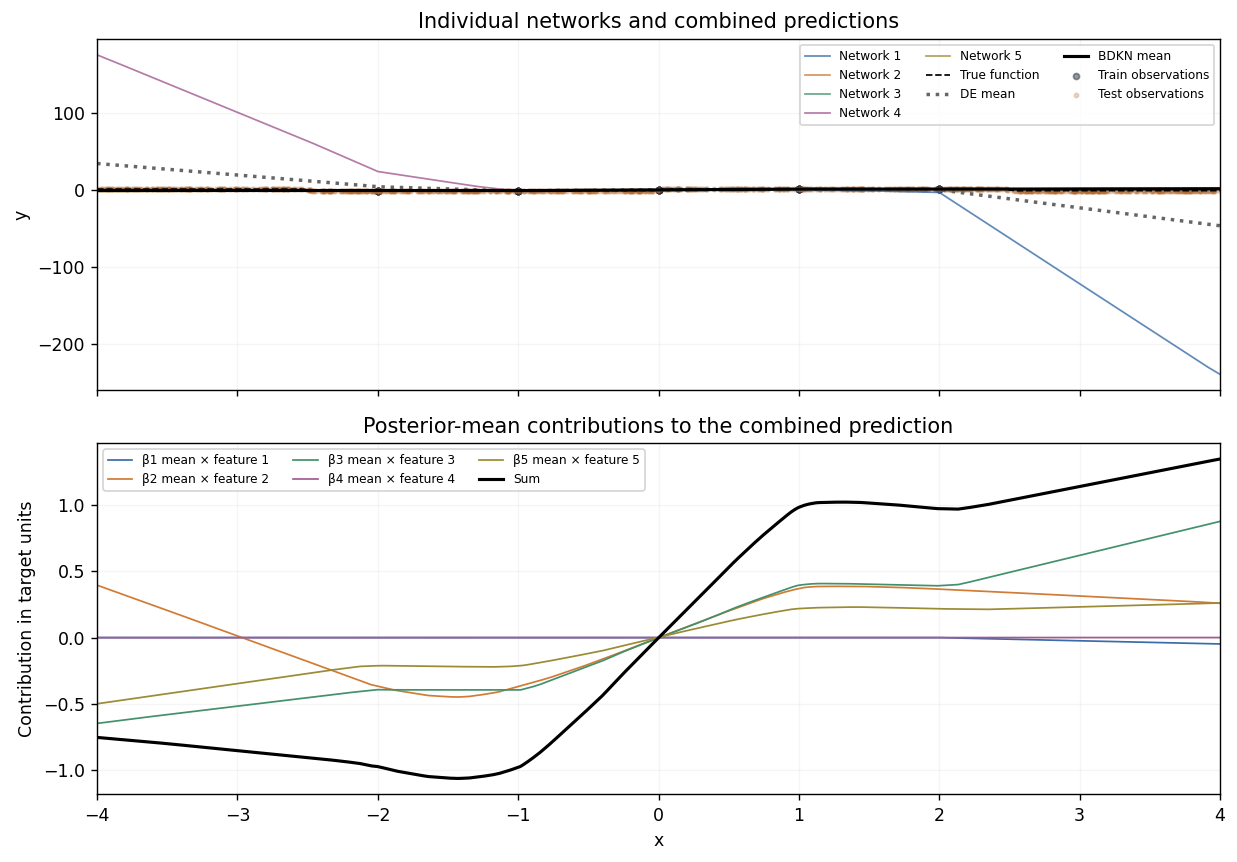 Individual networks and combined predictions
Network 1
Network 2
Network 3
Network 4
Network 5
True function
DE mean
BDKN mean
Train observations
Test observations
100
0
−100
−200
y
Posterior-mean contributions to the combined prediction
β1 mean × feature 1
β2 mean × feature 2
β3 mean × feature 3
β4 mean × feature 4
β5 mean × feature 5
Sum
1.0
0.5
0.0
−0.5
−1.0
Contribution in target units
−4 −3 −2 −1 0 1 2 3 4
x